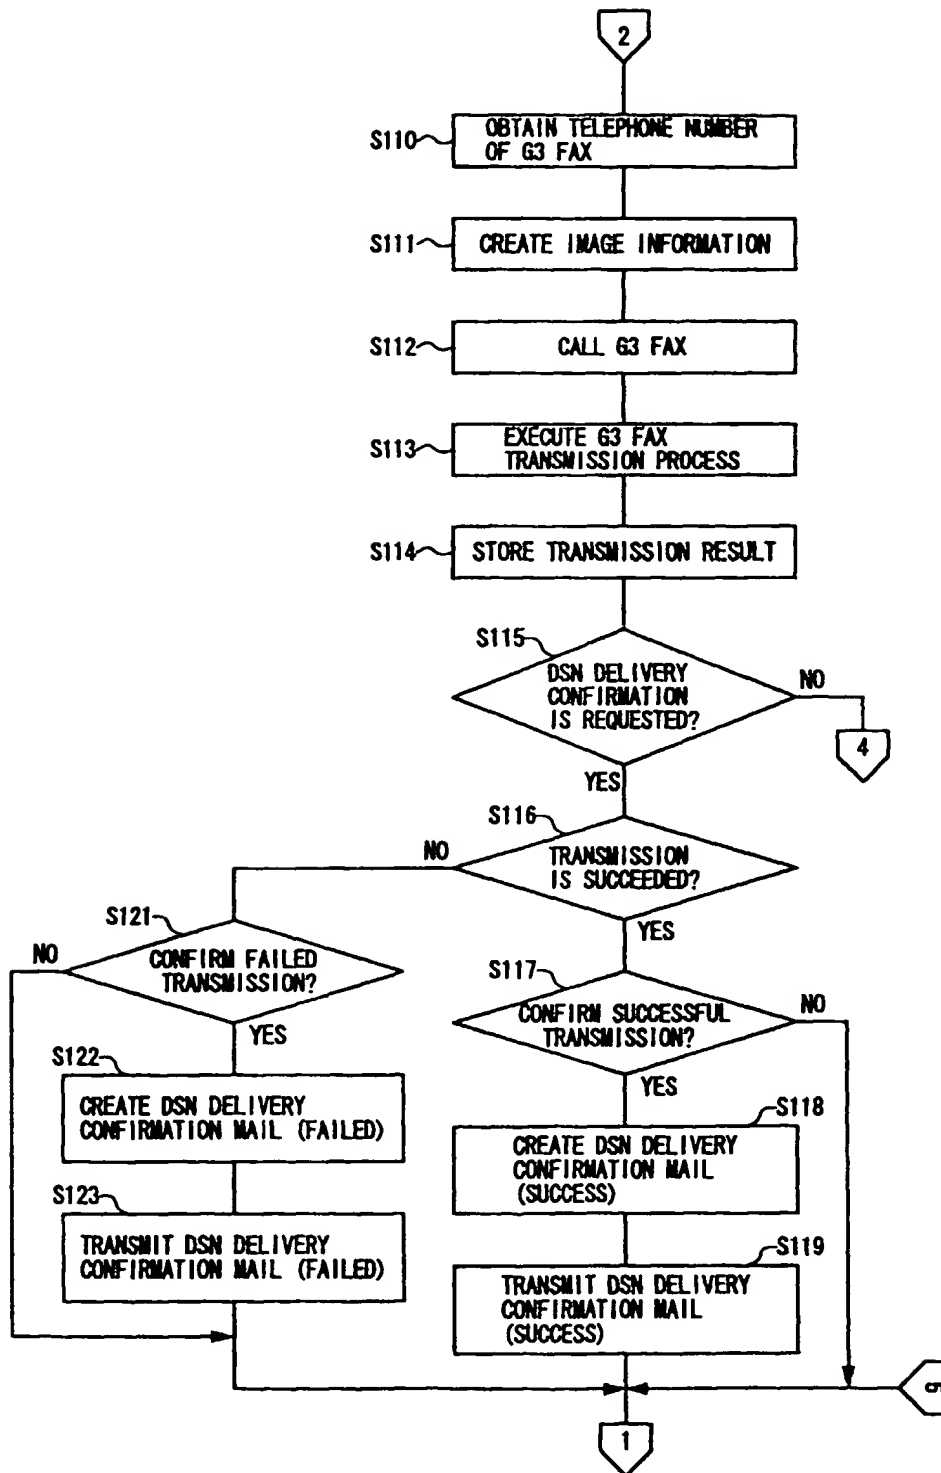 2
S110
OBTAIN TELEPHONE NUMBER
OF G3 FAX
S111
CREATE IMAGE INFORMATION
S112
CALL G3 FAX
S113
EXECUTE G3 FAX
TRANSMISSION PROCESS
S114
STORE TRANSMISSION RESULT
S115
DSN DELIVERY
CONFIRMATION
IS REQUESTED?
NO
4
YES
S116
TRANSMISSION
IS SUCCEEDED?
NO
YES
S121
CONFIRM FAILED
TRANSMISSION?
NO
YES
S117
CONFIRM SUCCESSFUL
TRANSMISSION?
NO
YES
S122
CREATE DSN DELIVERY
CONFIRMATION MAIL (FAILED)
S118
CREATE DSN DELIVERY
CONFIRMATION MAIL
(SUCCESS)
S123
TRANSMIT DSN DELIVERY
CONFIRMATION MAIL (FAILED)
S119
TRANSMIT DSN DELIVERY
CONFIRMATION MAIL
(SUCCESS)
1